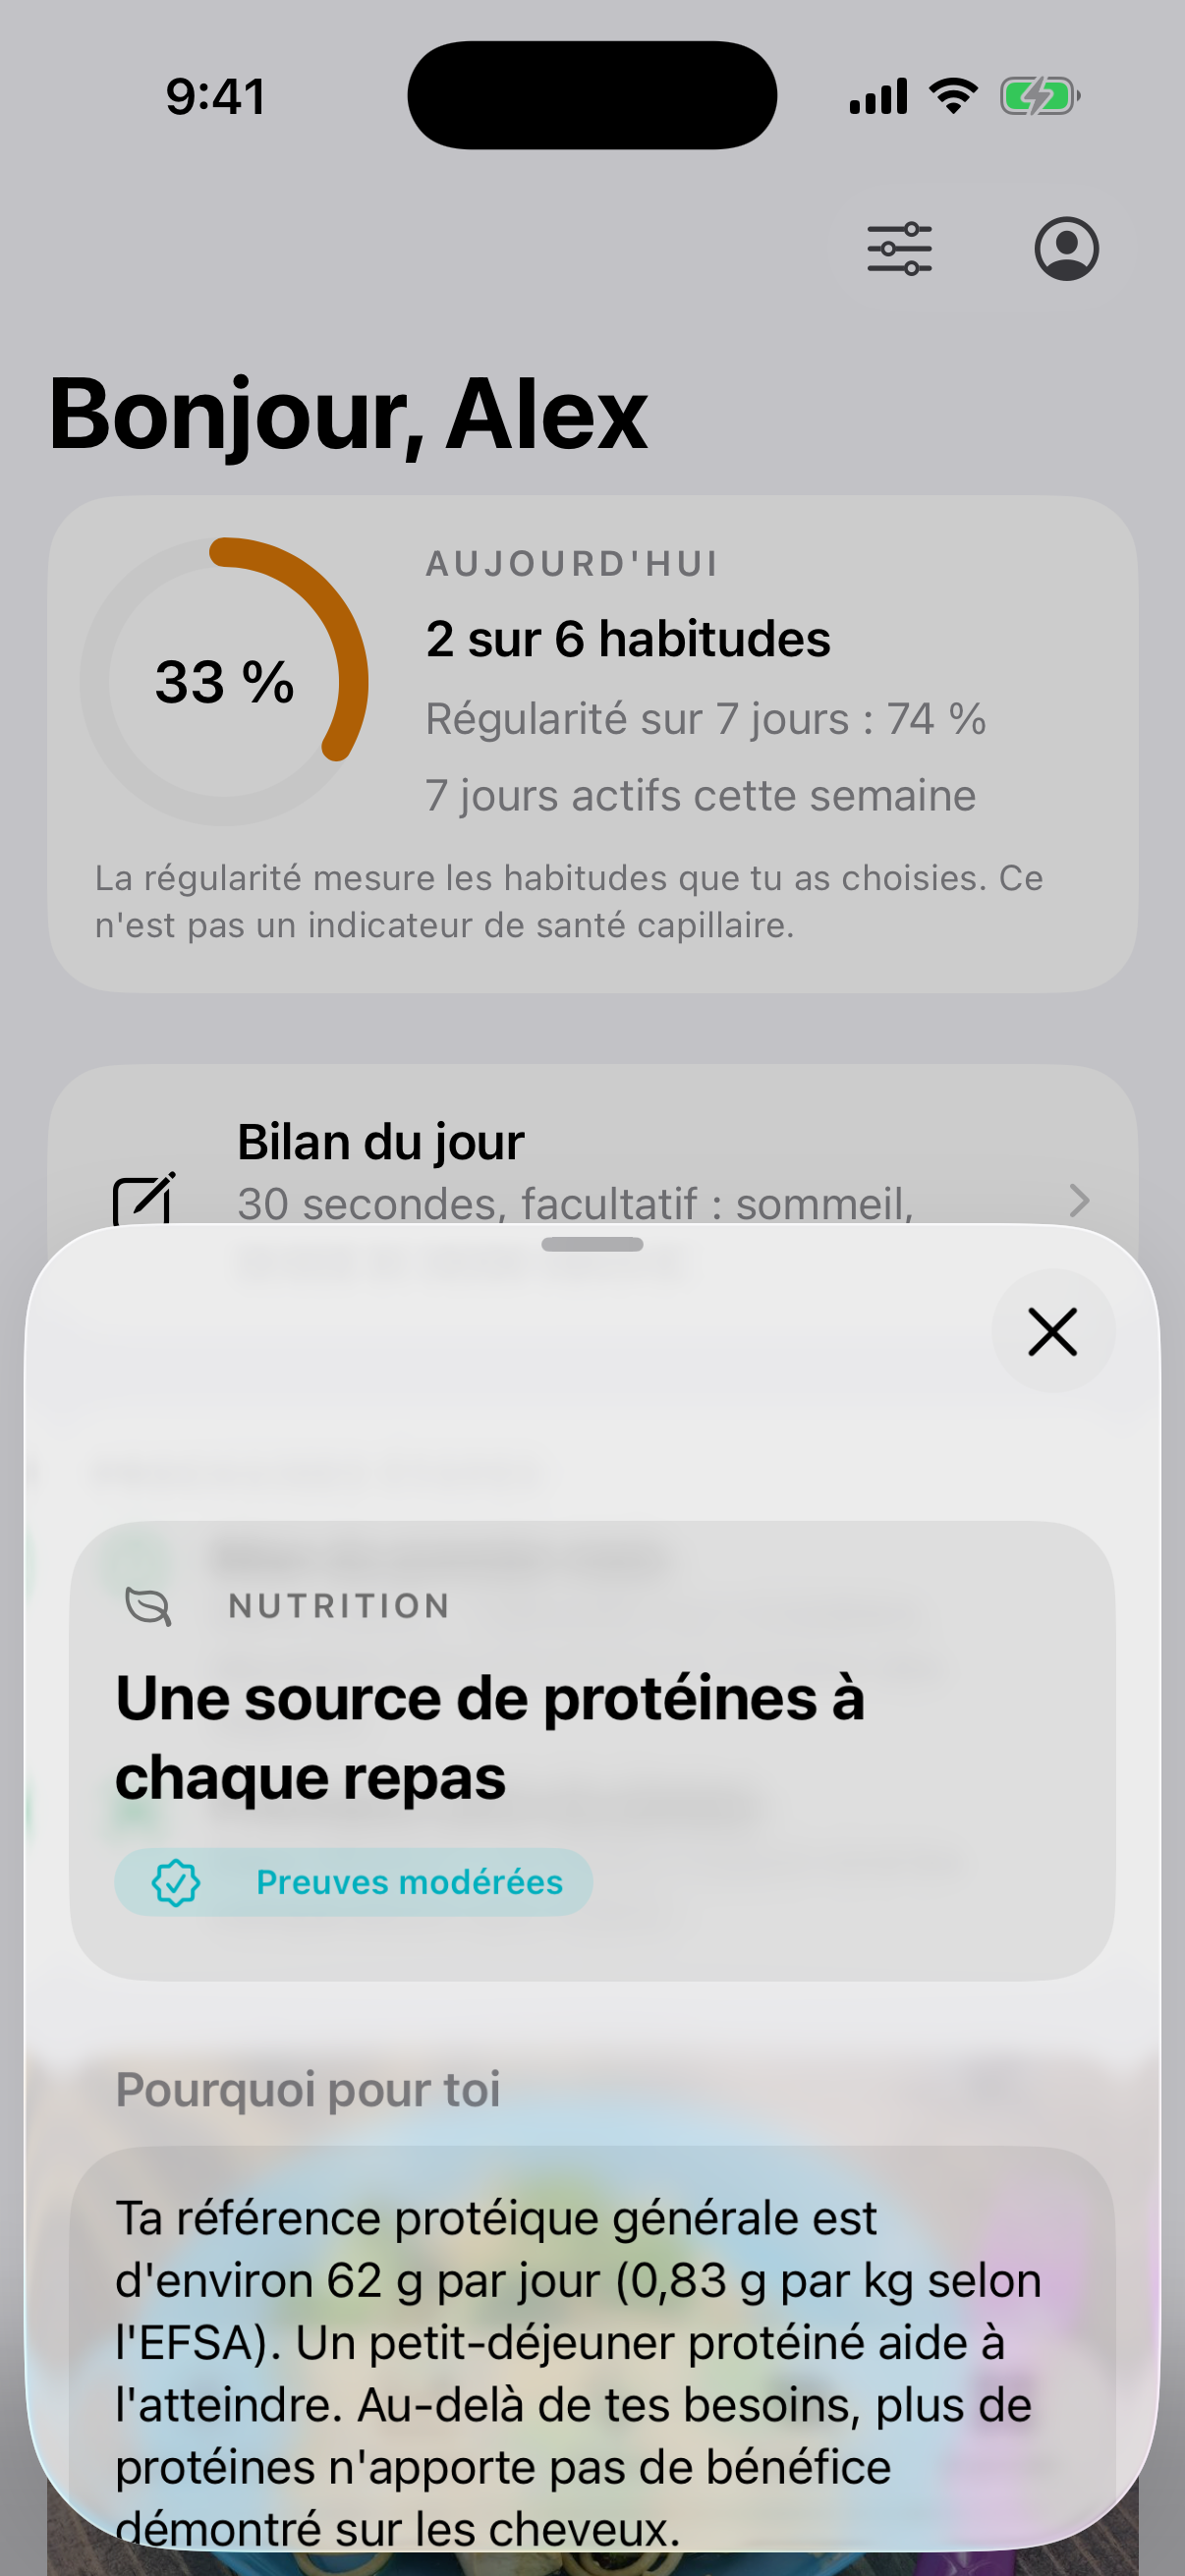 9:41
Bonjour, Alex
33 %
AUJOURD'HUI
2 sur 6 habitudes
Régularité sur 7 jours : 74 %
7 jours actifs cette semaine
La régularité mesure les habitudes que tu as choisies. Ce
n'est pas un indicateur de santé capillaire.
Bilan du jour
30 secondes, facultatif : sommeil,
NUTRITION
Une source de protéines à
chaque repas
Preuves modérées
Pourquoi pour toi
Ta référence protéique générale est
d'environ 62 g par jour (0,83 g par kg selon
l'EFSA). Un petit-déjeuner protéiné aide à
l'atteindre. Au-delà de tes besoins, plus de
protéines n'apporte pas de bénéfice
démontré sur les cheveux.